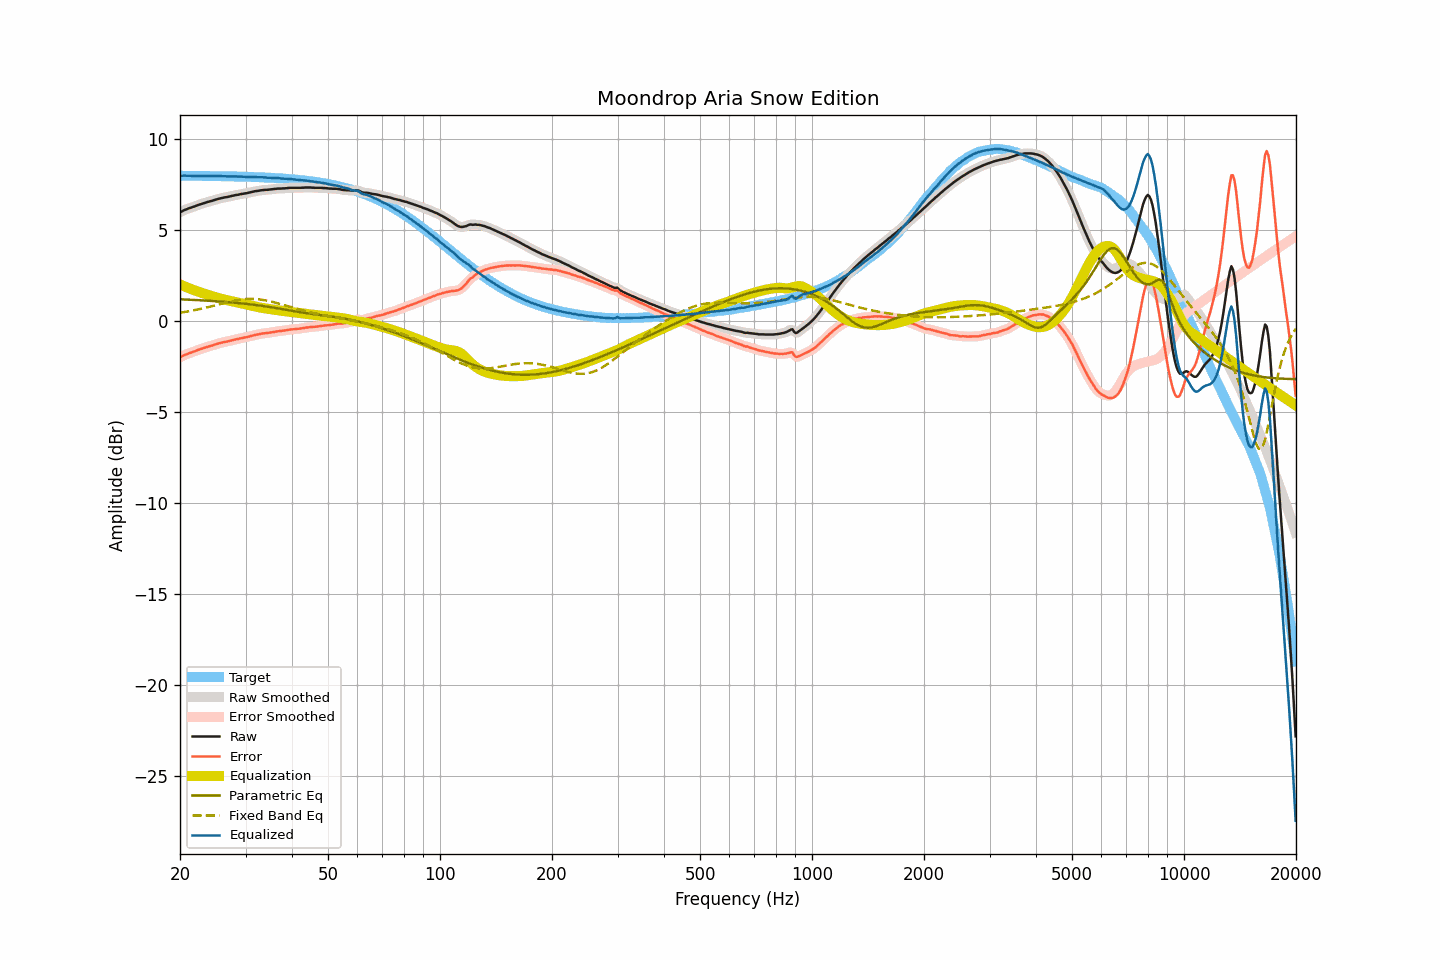 Moondrop Aria Snow Edition
10
5
0
−5
−10
−15
−20
−25
Amplitude (dBr)
Target
Raw Smoothed
Error Smoothed
Raw
Error
Equalization
Parametric Eq
Fixed Band Eq
Equalized
20 50 100 200 500 1000 2000 5000 10000 20000
Frequency (Hz)